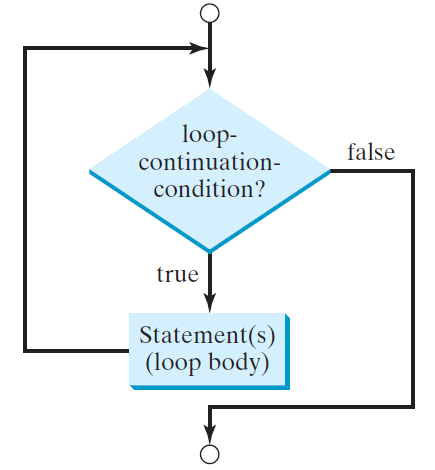 loop-
continuation-
condition?
false
true
Statement(s)
(loop body)